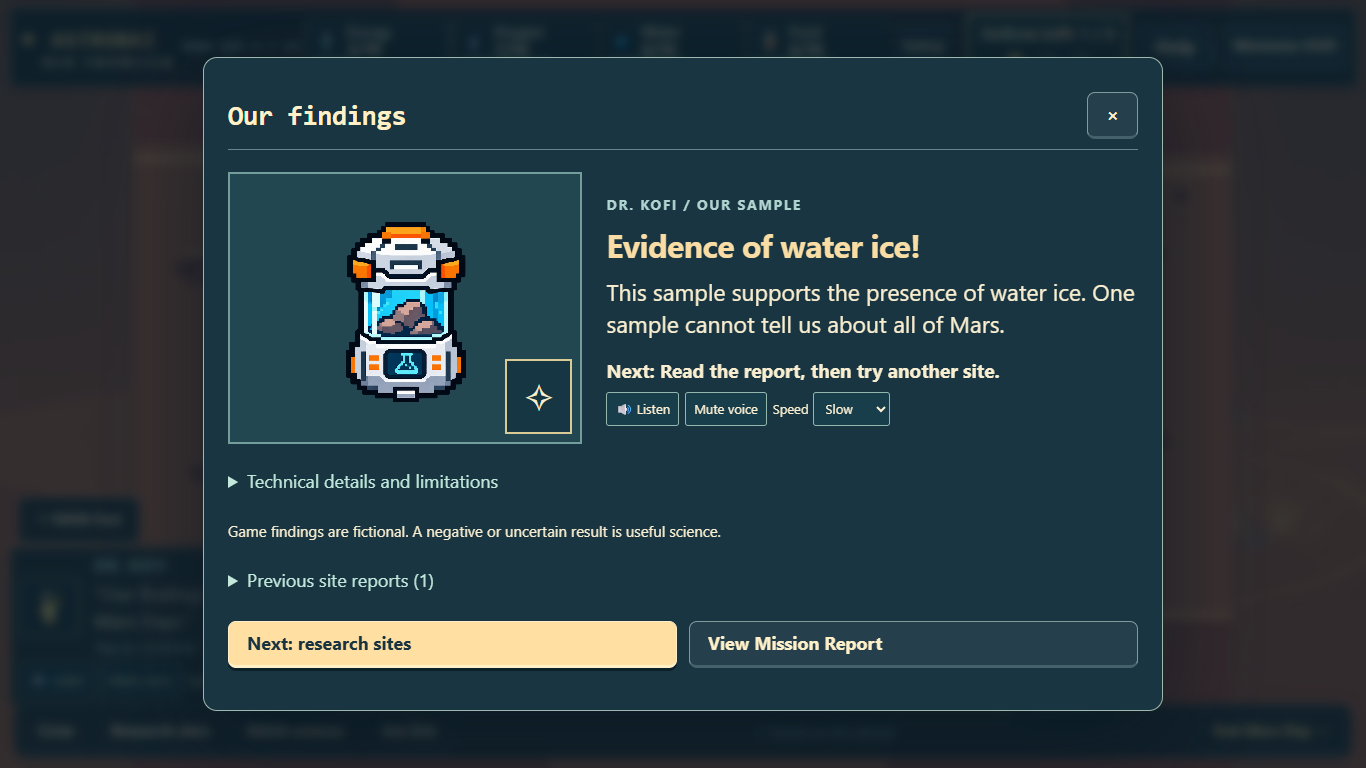 Our findings
×
DR. KOFI / OUR SAMPLE
Evidence of water ice!
This sample supports the presence of water ice. One
sample cannot tell us about all of Mars.
Next: Read the report, then try another site.
Listen Mute voice Speed Slow
Technical details and limitations
Game findings are fictional. A negative or uncertain result is useful science.
Previous site reports (1)
Next: research sites View Mission Report